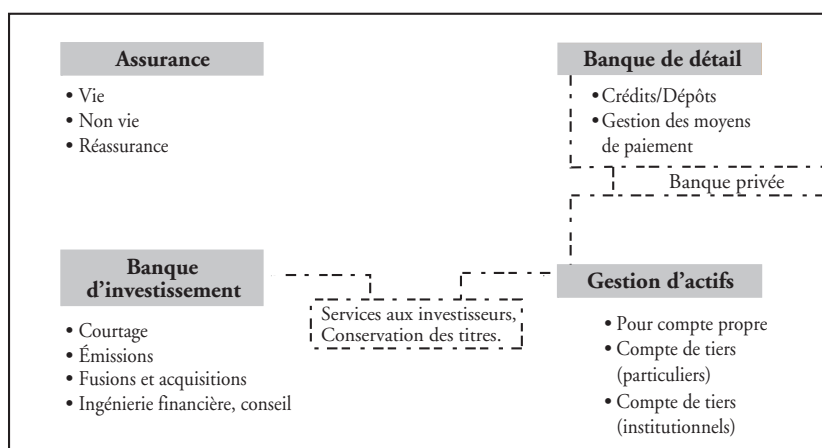 Assurance
• Vie
• Non vie
• Réassurance
Banque de détail
• Crédits/Dépôts
• Gestion des moyens
de paiement
Banque privée
Banque
d’investissement
• Courtage
• Émissions
• Fusions et acquisitions
• Ingénierie financière, conseil
Services aux investisseurs,
Conservation des titres.
Gestion d’actifs
• Pour compte propre
• Compte de tiers
(particuliers)
• Compte de tiers
(institutionnels)